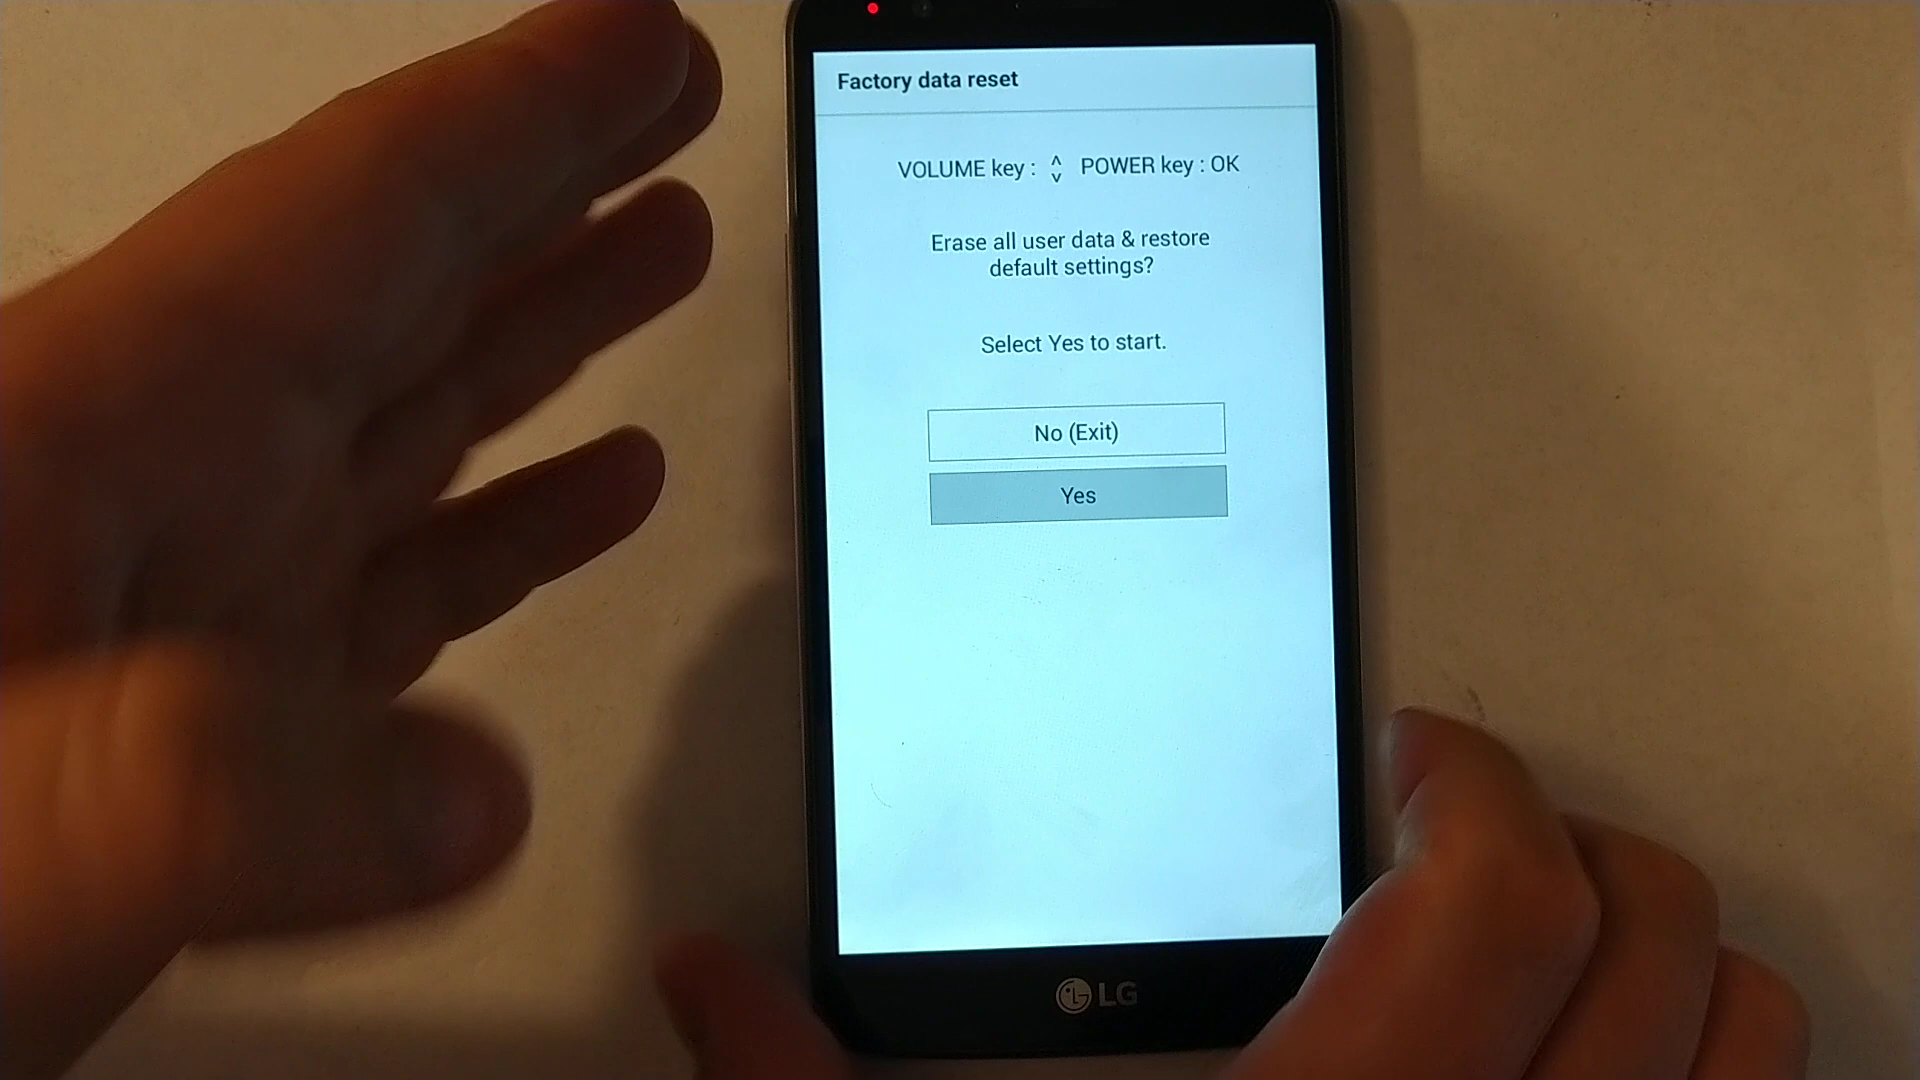 Factory data reset
VOLUME key : ^ v POWER key : OK
Erase all user data & restore
default settings?
Select Yes to start.
No (Exit)
Yes
LG